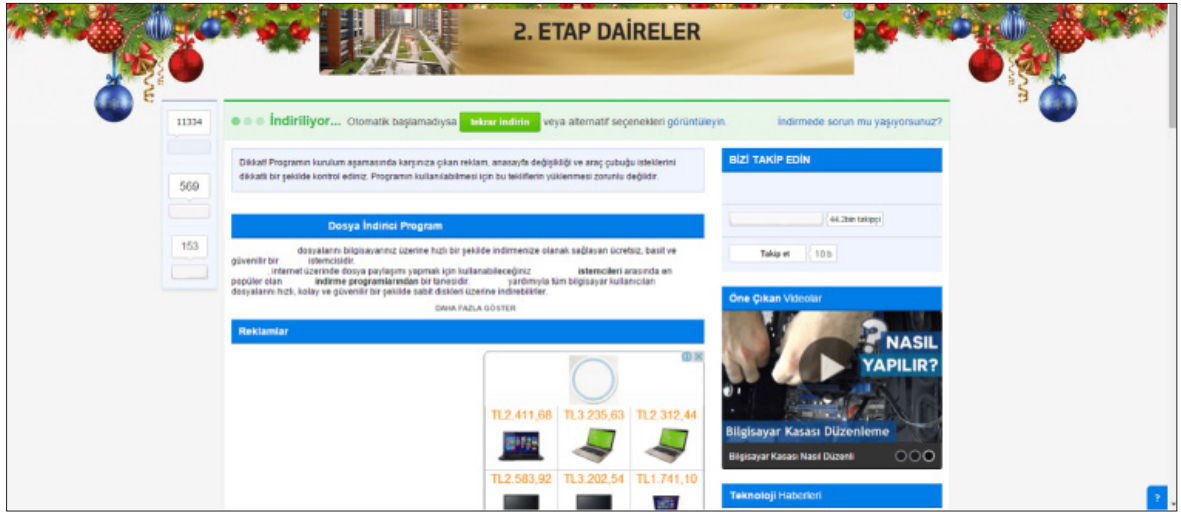 2. ETAP DAİRELER
11334
569
153
İndiriliyor... Otomatik başlamadıysa tekrar indirin veya alternatif seçenekleri görüntüleyin. İndirmede sorun mu yaşıyorsunuz?
Dikkat! Programın kurulum aşamasında karşınıza çıkan reklam, anasayfa değişikliği ve araç çubuğu isteklerini
dikkatli bir şekilde kontrol ediniz. Programın kullanılabilmesi için bu tekliflerin yüklenmesi zorunlu değildir.
Dosya İndirici Program
dosyalarını bilgisayarınız üzerine hızlı bir şekilde indirmenize olanak sağlayan ücretsiz, basit ve
güvenilir bir istemcisidir.
, internet üzerinde dosya paylaşımı yapmak için kullanabileceğiniz istemcileri arasında en
popüler olan indirme programlarından bir tanesidir. yardımıyla tüm bilgisayar kullanıcıları
dosyalarını hızlı, kolay ve güvenilir bir şekilde sabit diskleri üzerine indirebilirler.
DAHA FAZLA GÖSTER
Reklamlar
TL2.411,68 TL3.235,63 TL2.312,44
TL2.583,92 TL3.202,54 TL1.741,10
BİZİ TAKİP EDİN
44.2bin takipçi
Takip et 10 b
Öne Çıkan Videolar
? NASIL
YAPILIR?
Bilgisayar Kasası Düzenleme
Bilgisayar Kasası Nasıl Düzenli
Teknoloji Haberleri
?